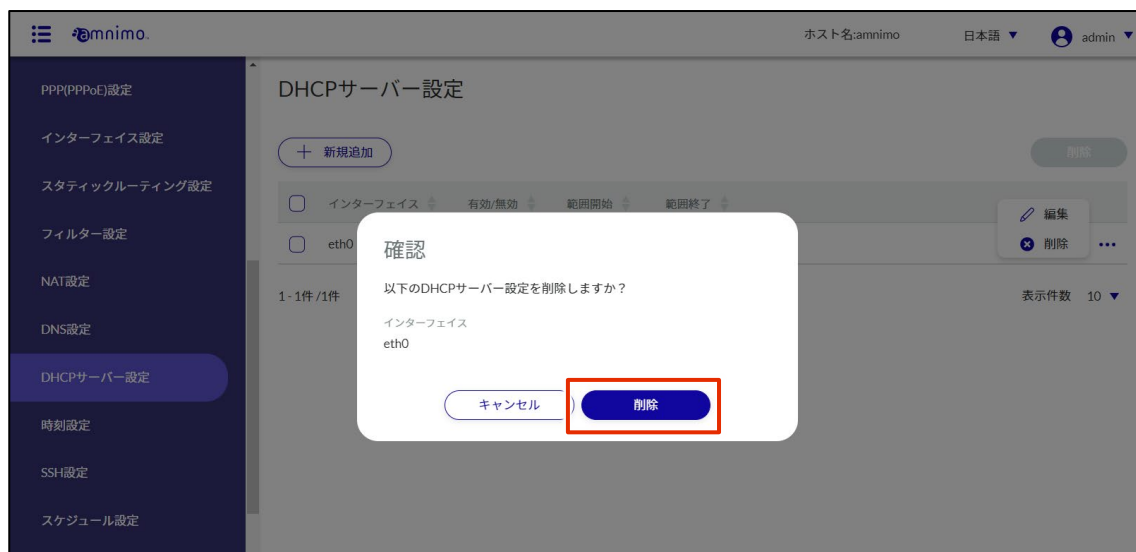 amnimo.
ホスト名:amnimo
日本語
admin
PPP(PPPoE)設定
インターフェイス設定
スタティックルーティング設定
フィルター設定
NAT設定
DNS設定
DHCPサーバー設定
時刻設定
SSH設定
スケジュール設定
DHCPサーバー設定
新規追加
削除
インターフェイス 有効/無効 範囲開始 範囲終了
eth0
編集
削除
1 - 1件 /1件
表示件数 10
確認
以下のDHCPサーバー設定を削除しますか？
インターフェイス
eth0
キャンセル
削除